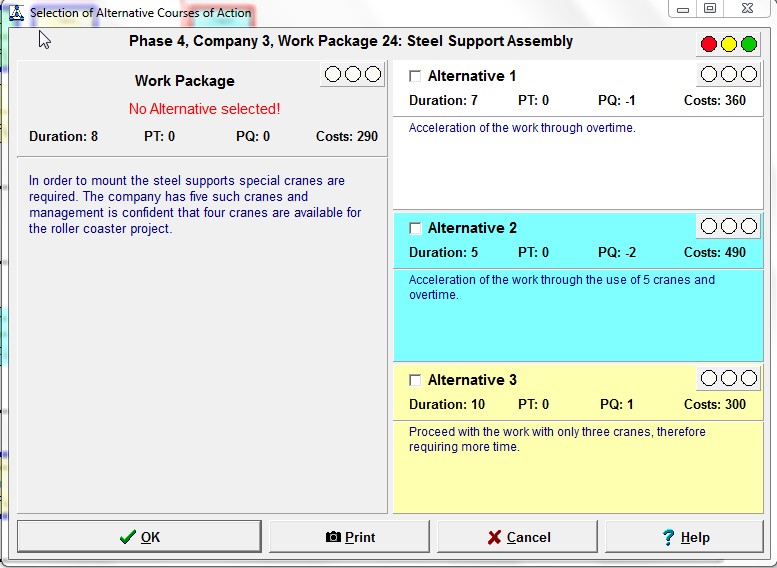 Selection of Alternative Courses of Action
Phase 4, Company 3, Work Package 24: Steel Support Assembly
Work Package
No Alternative selected!
Duration: 8 PT: 0 PQ: 0 Costs: 290
In order to mount the steel supports special cranes are
required. The company has five such cranes and
management is confident that four cranes are available for
the roller coaster project.
Alternative 1
Duration: 7 PT: 0 PQ: -1 Costs: 360
Acceleration of the work through overtime.
Alternative 2
Duration: 5 PT: 0 PQ: -2 Costs: 490
Acceleration of the work through the use of 5 cranes and
overtime.
Alternative 3
Duration: 10 PT: 0 PQ: 1 Costs: 300
Proceed with the work with only three cranes, therefore
requiring more time.
OK Print Cancel Help